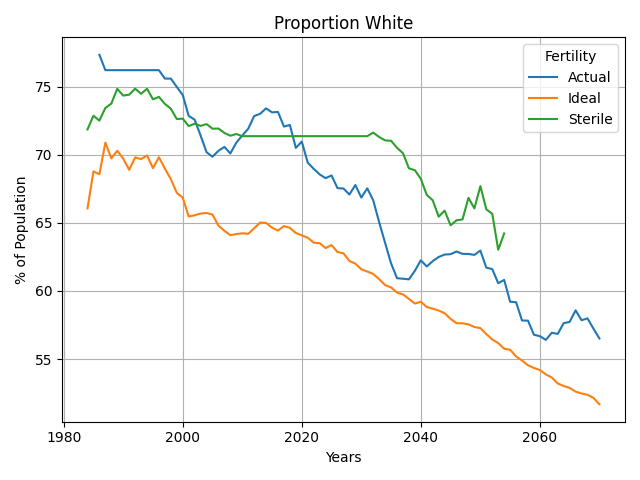 Proportion White
Fertility
Actual
Ideal
Sterile
% of Population
75
70
65
60
55
1980
2000
2020
2040
2060
Years